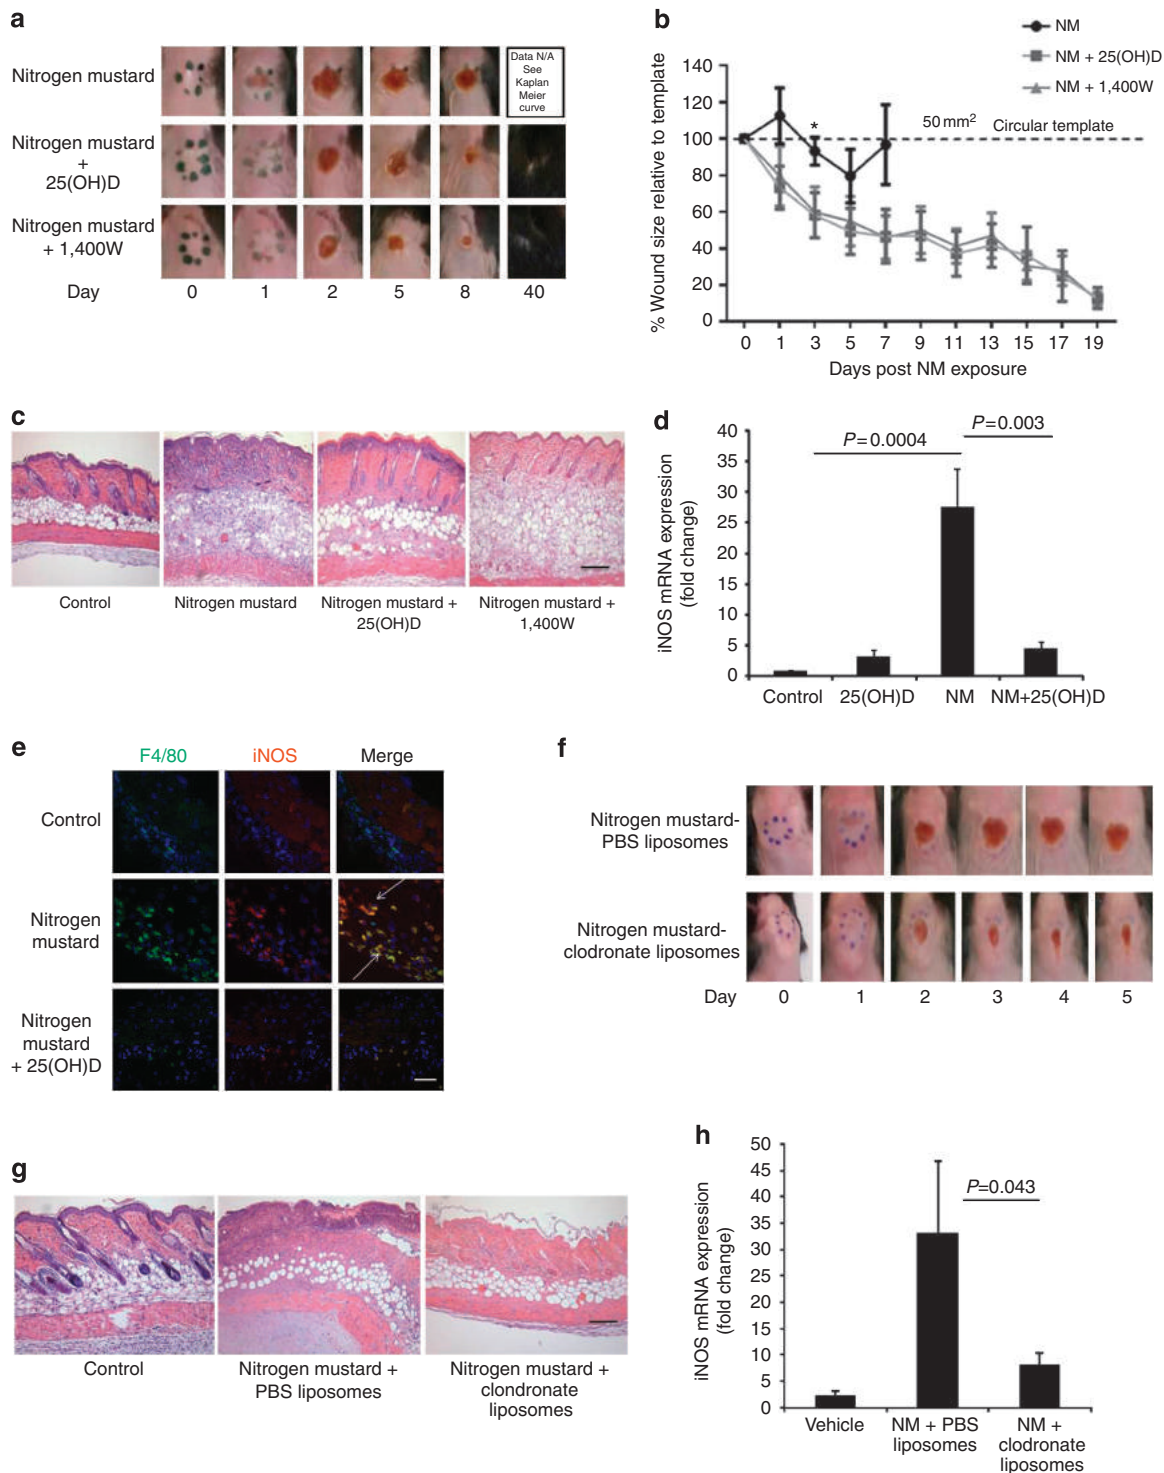 a
Nitrogen mustard
Data N/A
See
Kaplan
Meier
curve
Nitrogen mustard
+
25(OH)D
Nitrogen mustard
+ 1,400W
Day 0 1 2 5 8 40
b
NM
NM + 25(OH)D
NM + 1,400W
% Wound size relative to template
140
120
100
80
60
40
20
0
*
50 mm² Circular template
0 1 3 5 7 9 11 13 15 17 19
Days post NM exposure
c
Control
Nitrogen mustard
Nitrogen mustard +
25(OH)D
Nitrogen mustard +
1,400W
d
iNOS mRNA expression
(fold change)
40
35
30
25
20
15
10
5
0
P=0.0004
P=0.003
Control 25(OH)D NM NM+25(OH)D
e
F4/80 iNOS Merge
Control
Nitrogen
mustard
Nitrogen
mustard
+ 25(OH)D
f
Nitrogen mustard-
PBS liposomes
Nitrogen mustard-
clodronate liposomes
Day 0 1 2 3 4 5
g
Control
Nitrogen mustard +
PBS liposomes
Nitrogen mustard +
clondronate
liposomes
h
iNOS mRNA expression
(fold change)
50
45
40
35
30
25
20
15
10
5
0
P=0.043
Vehicle
NM + PBS
liposomes
NM +
clodronate
liposomes